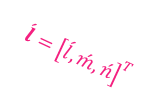 ĺ = [ĺ, ḿ, ń]ᵀ